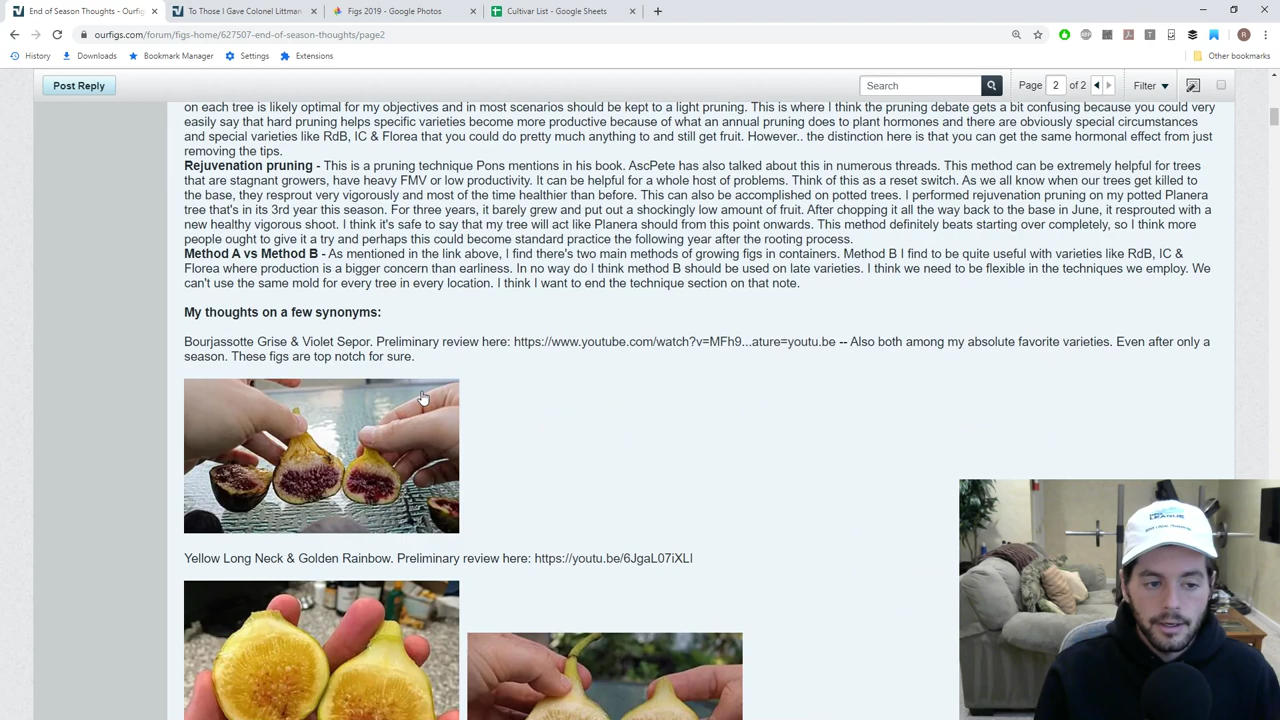 End of Season Thoughts - Ourfig
To Those I Gave Colonel Littman
Figs 2019 - Google Photos
Cultivar List - Google Sheets
ourfigs.com/forum/figs-home/627507-end-of-season-thoughts/page2
History
Downloads
Bookmark Manager
Settings
Extensions
Other bookmarks
Post Reply
Search
Page 2 of 2
Filter
on each tree is likely optimal for my objectives and in most scenarios should be kept to a light pruning. This is where I think the pruning debate gets a bit confusing because you could very
easily say that hard pruning helps specific varieties become more productive because of what an annual pruning does to plant hormones and there are obviously special circumstances
and special varieties like RdB, IC & Florea that you could do pretty much anything to and still get fruit. However.. the distinction here is that you can get the same hormonal effect from just
removing the tips.
Rejuvenation pruning - This is a pruning technique Pons mentions in his book. AscPete has also talked about this in numerous threads. This method can be extremely helpful for trees
that are stagnant growers, have heavy FMV or low productivity. It can be helpful for a whole host of problems. Think of this as a reset switch. As we all know when our trees get killed to
the base, they resprout very vigorously and most of the time healthier than before. This can also be accomplished on potted trees. I performed rejuvenation pruning on my potted Planera
tree that's in its 3rd year this season. For three years, it barely grew and put out a shockingly low amount of fruit. After chopping it all the way back to the base in June, it resprouted with a
new healthy vigorous shoot. I think it's safe to say that my tree will act like Planera should from this point onwards. This method definitely beats starting over completely, so I think more
people ought to give it a try and perhaps this could become standard practice the following year after the rooting process.
Method A vs Method B - As mentioned in the link above, I find there's two main methods of growing figs in containers. Method B I find to be quite useful with varieties like RdB, IC &
Florea where production is a bigger concern than earliness. In no way do I think method B should be used on late varieties. I think we need to be flexible in the techniques we employ. We
can't use the same mold for every tree in every location. I think I want to end the technique section on that note.
My thoughts on a few synonyms:
Bourjassotte Grise & Violet Sepor. Preliminary review here: https://www.youtube.com/watch?v=MFh9...ature=youtu.be -- Also both among my absolute favorite varieties. Even after only a
season. These figs are top notch for sure.
Yellow Long Neck & Golden Rainbow. Preliminary review here: https://youtu.be/6JgaL07iXLI